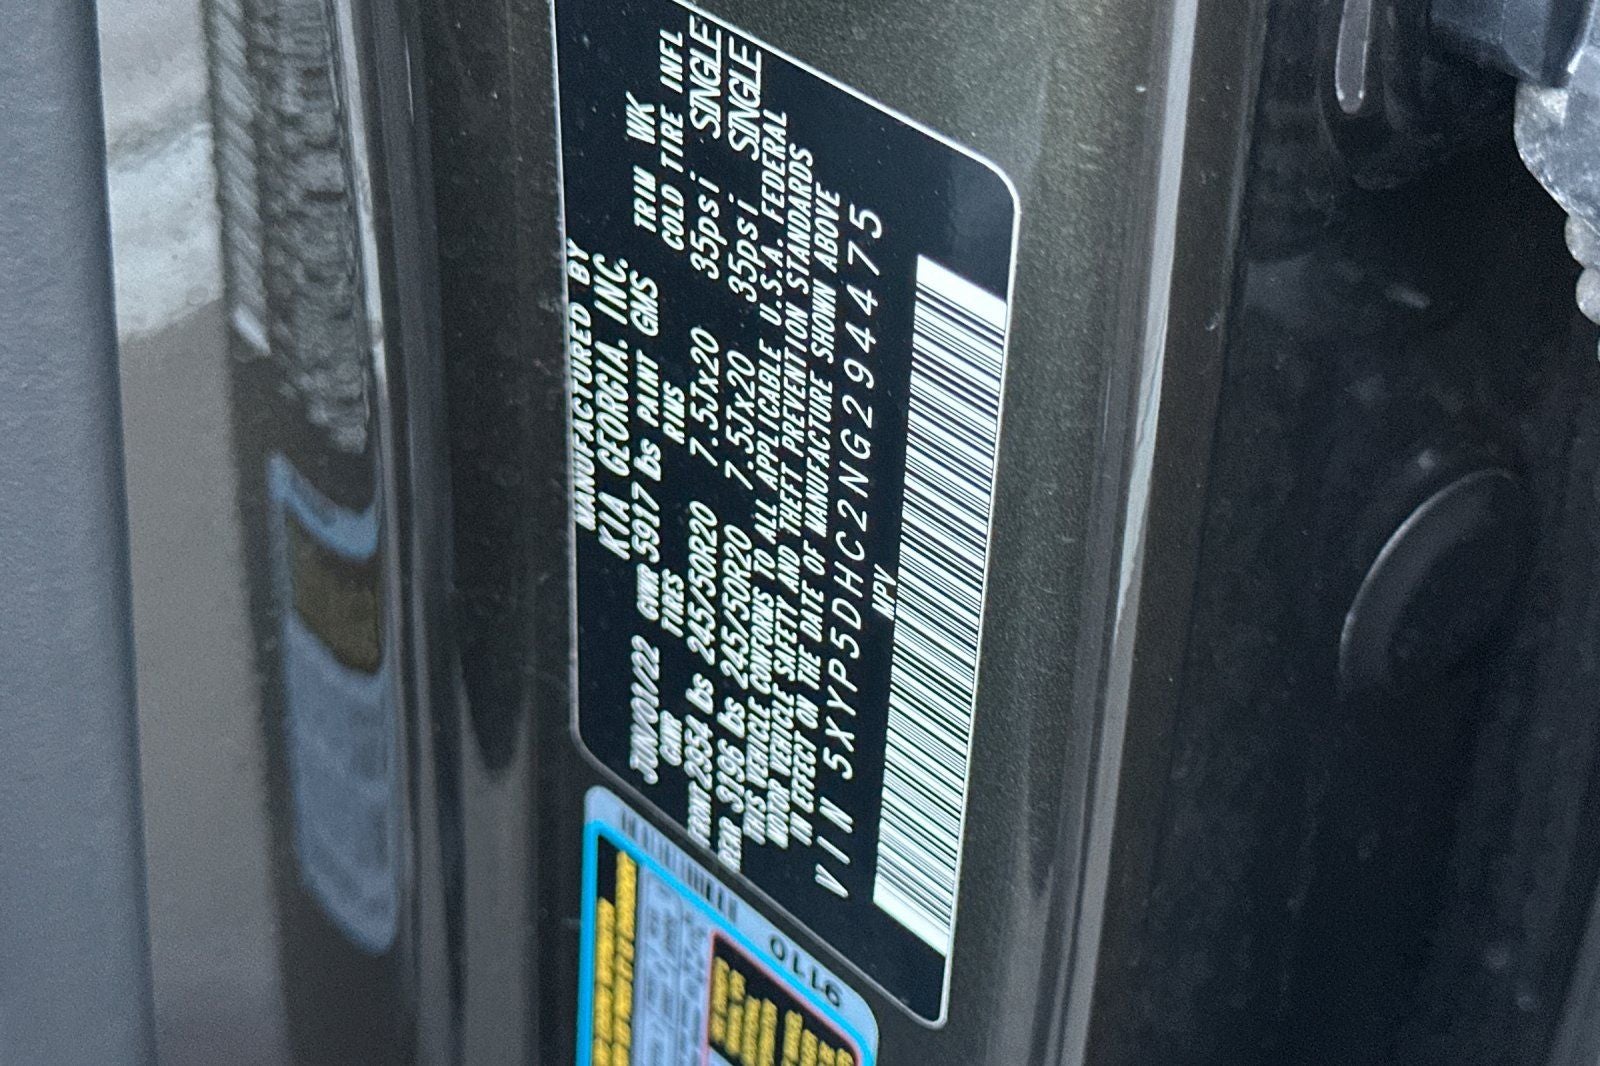 MANUFACTURED BY
KIA GEORGIA, INC.
JUN/01/22 GVWR 5917 lbs PAINT GMS TRIM WK
GAWR TIRES RIMS COLD TIRE INFL
FRONT 2954 lbs 245/50R20 7.5Jx20 35psi SINGLE
REAR 3196 lbs 245/50R20 7.5Jx20 35psi SINGLE
THIS VEHICLE CONFORMS TO ALL APPLICABLE U.S.A. FEDERAL
MOTOR VEHICLE SAFETY AND THEFT PREVENTION STANDARDS
IN EFFECT ON THE DATE OF MANUFACTURE SHOWN ABOVE
VIN 5XYP5DHC2NG294475
MPV
9110